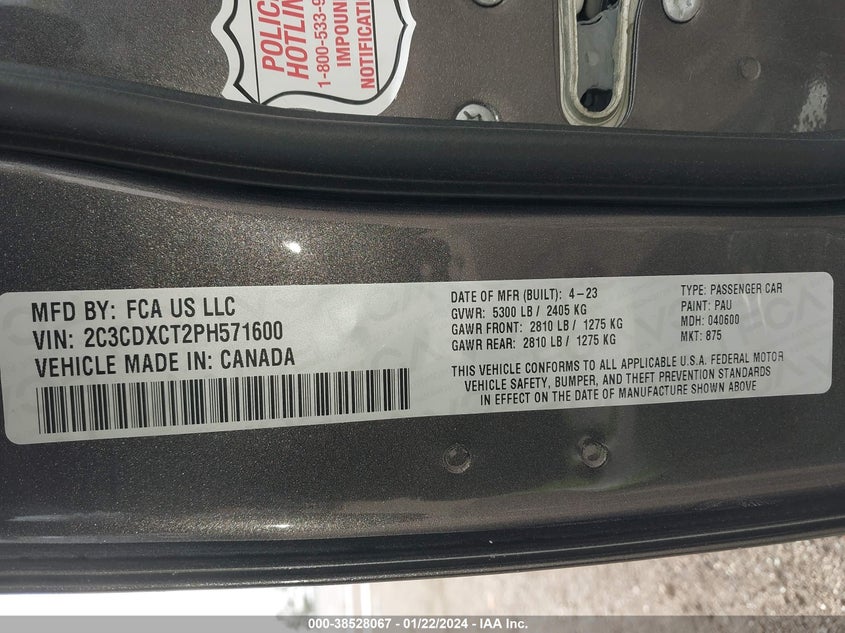 POLICE
HOTLINE
1-800-533-9
IMPOUN
NOTIFICATION
MFD BY: FCA US LLC
VIN: 2C3CDXCT2PH571600
VEHICLE MADE IN: CANADA
DATE OF MFR (BUILT): 4-23
GVWR: 5300 LB / 2405 KG
GAWR FRONT: 2810 LB / 1275 KG
GAWR REAR: 2810 LB / 1275 KG
TYPE: PASSENGER CAR
PAINT: PAU
MDH: 040600
MKT: 875
THIS VEHICLE CONFORMS TO ALL APPLICABLE U.S.A. FEDERAL MOTOR
VEHICLE SAFETY, BUMPER, AND THEFT PREVENTION STANDARDS
IN EFFECT ON THE DATE OF MANUFACTURE SHOWN ABOVE
000-38528067 - 01/22/2024 - IAA Inc.